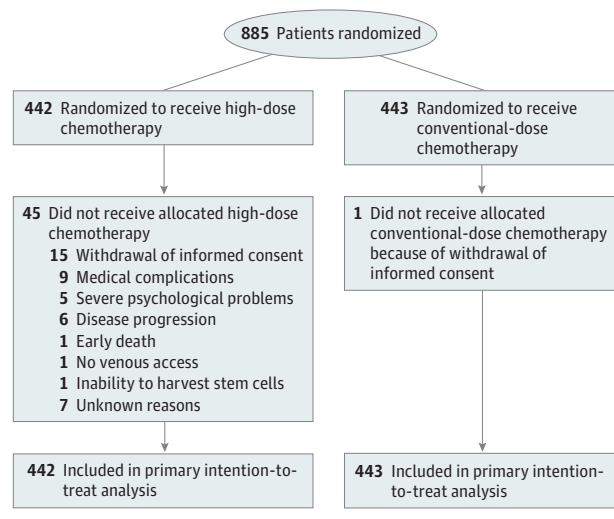 885 Patients randomized
442 Randomized to receive high-dose
chemotherapy
443 Randomized to receive
conventional-dose
chemotherapy
45 Did not receive allocated high-dose
chemotherapy
15 Withdrawal of informed consent
9 Medical complications
5 Severe psychological problems
6 Disease progression
1 Early death
1 No venous access
1 Inability to harvest stem cells
7 Unknown reasons
1 Did not receive allocated
conventional-dose chemotherapy
because of withdrawal of
informed consent
442 Included in primary intention-to-
treat analysis
443 Included in primary intention-
to-treat analysis